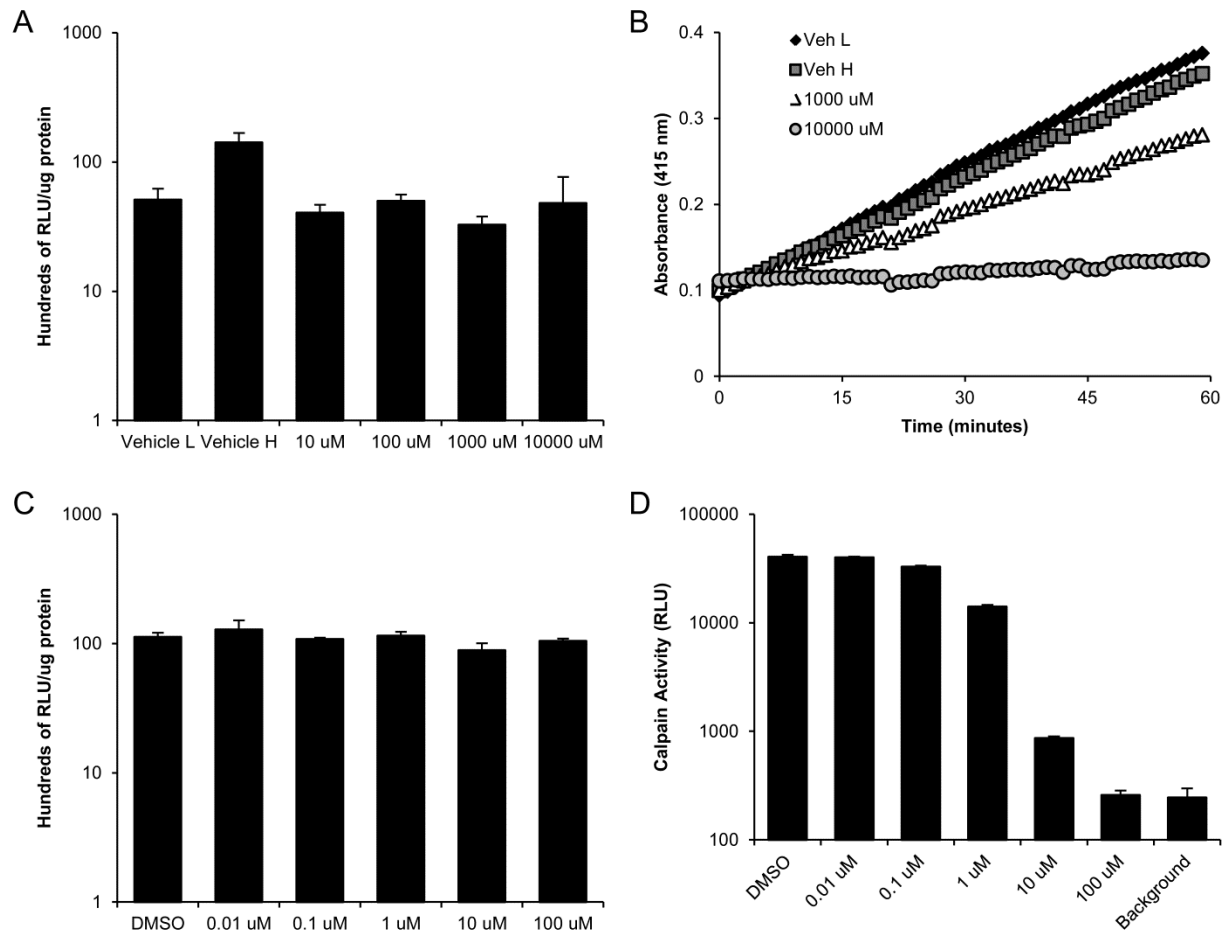 A
Hundreds of RLU/ug protein
1000
100
10
1
Vehicle L Vehicle H 10 uM 100 uM 1000 uM 10000 uM
B
Absorbance (415 nm)
0.4
0.3
0.2
0.1
0
Veh L
Veh H
1000 uM
10000 uM
0 15 30 45 60
Time (minutes)
C
Hundreds of RLU/ug protein
1000
100
10
1
DMSO 0.01 uM 0.1 uM 1 uM 10 uM 100 uM
D
Calpain Activity (RLU)
100000
10000
1000
100
DMSO
0.01 uM
0.1 uM
1 uM
10 uM
100 uM
Background